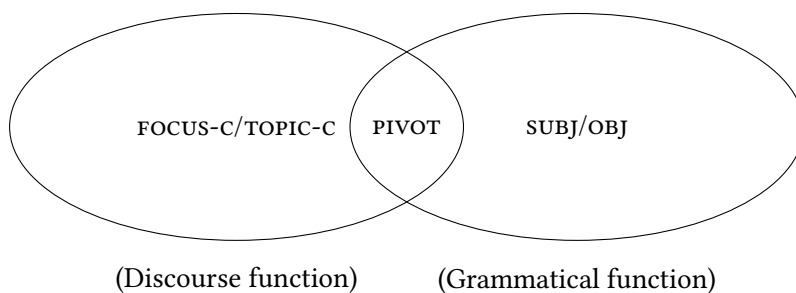 FOCUS-C/TOPIC-C PIVOT SUBJ/OBJ
(Discourse function) (Grammatical function)